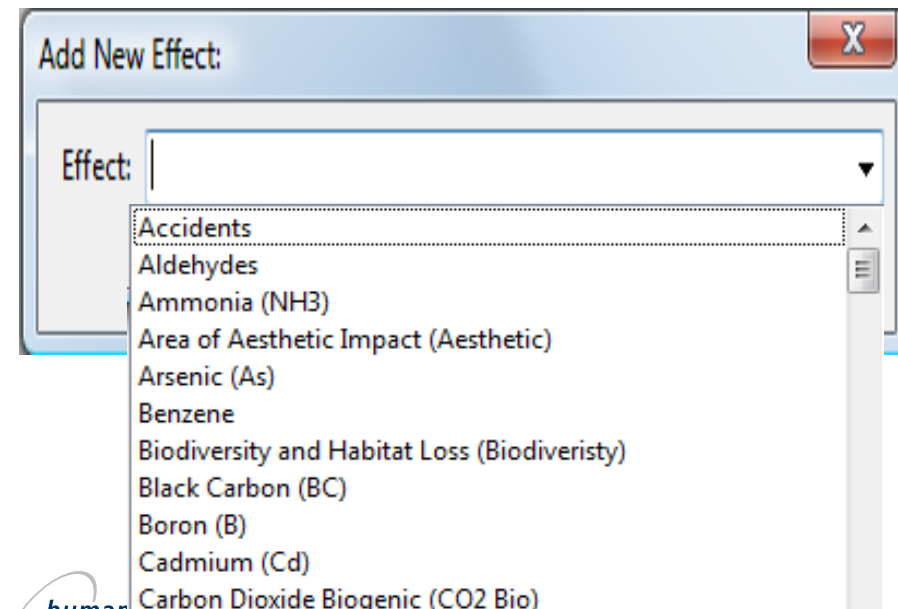 Add New Effect:
X
Effect:
Accidents
Aldehydes
Ammonia (NH3)
Area of Aesthetic Impact (Aesthetic)
Arsenic (As)
Benzene
Biodiversity and Habitat Loss (Biodiveristy)
Black Carbon (BC)
Boron (B)
Cadmium (Cd)
Carbon Dioxide Biogenic (CO2 Bio)